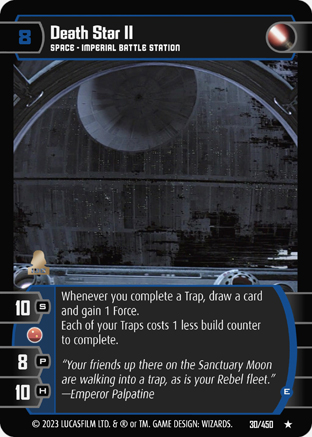 8
Death Star II
SPACE • IMPERIAL BATTLE STATION
Whenever you complete a Trap, draw a card
and gain 1 Force.
Each of your Traps costs 1 less build counter
to complete.
"Your friends up there on the Sanctuary Moon
are walking into a trap, as is your Rebel fleet."
—Emperor Palpatine
10 S
8 P
10 H
E
© 2023 LUCASFILM LTD. & ® or TM. GAME DESIGN: WIZARDS. 30/450 ★